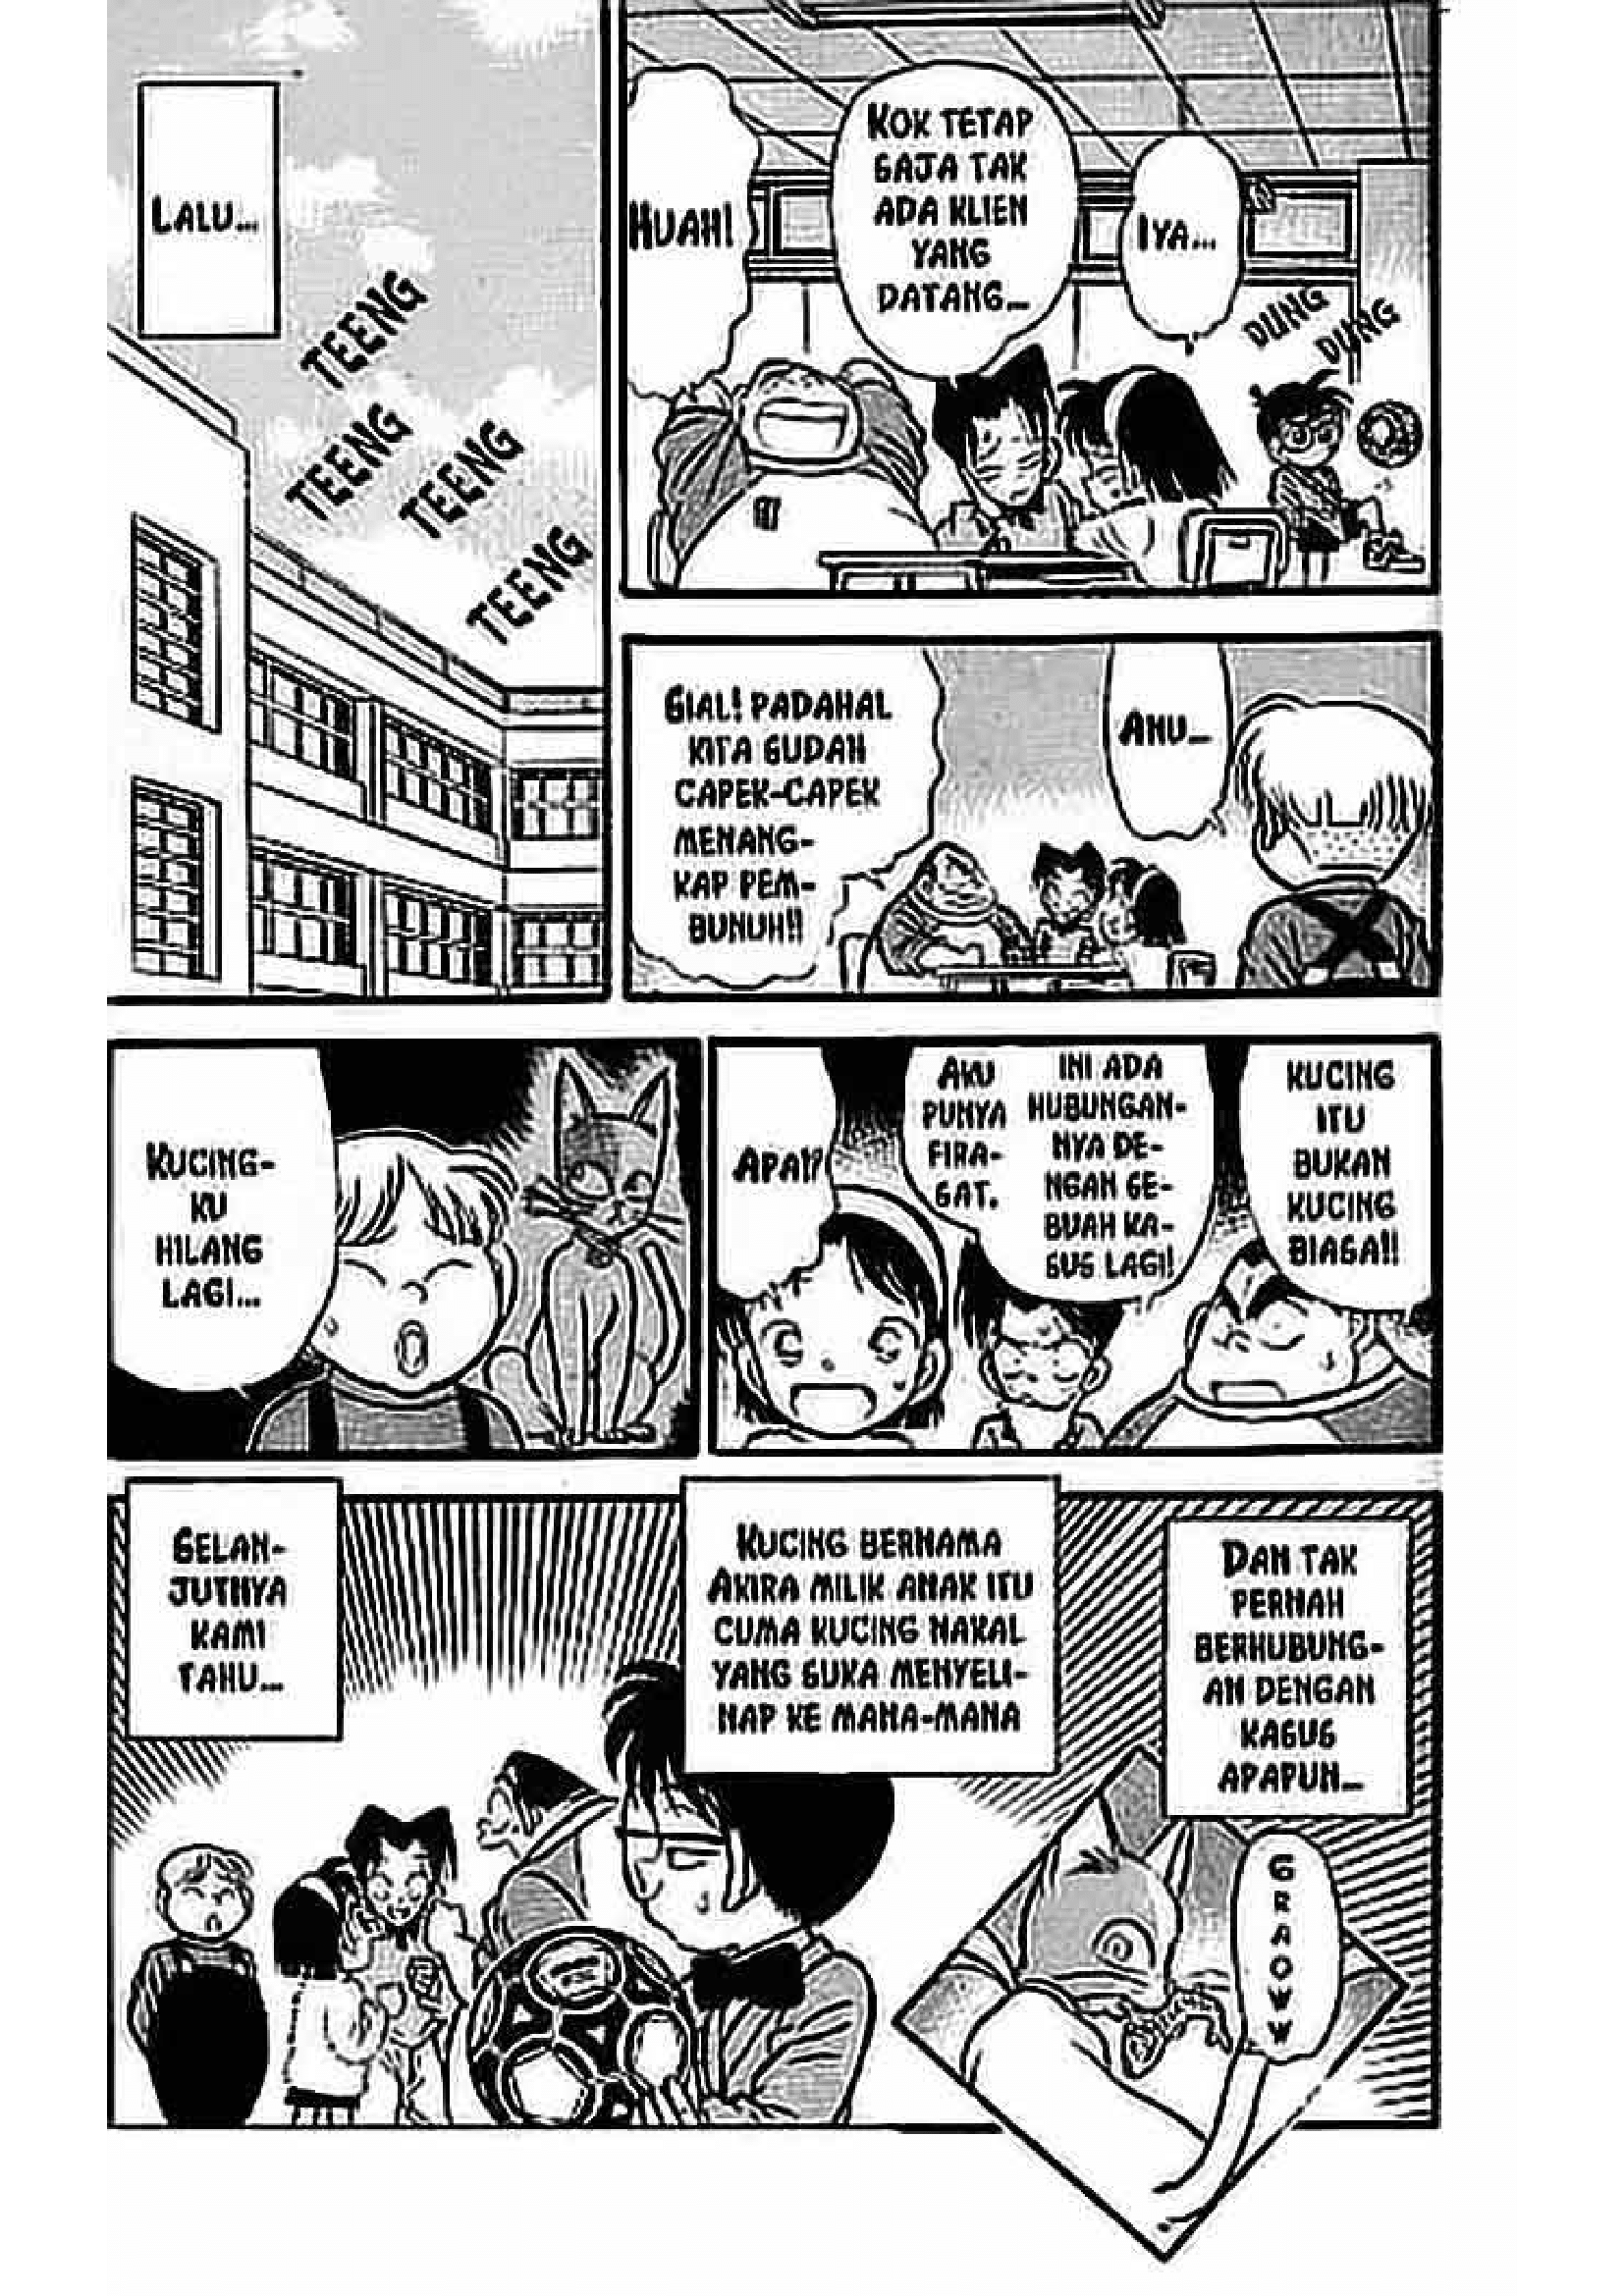 LALU...
TEENG
TEENG
TEENG
TEENG
HUAH!
KOK TETAP
SAJA TAK
ADA KLIEN
YANG
DATANG...
IYA...
DUNG
DUNG
SIAL! PADAHAL
KITA SUDAH
CAPEK-CAPEK
MENANG-
KAP PEM-
BUNUH!!
ANU...
KUCING-
KU
HILANG
LAGI...
APA!?
AKU
PUNYA
FIRA-
SAT.
INI ADA
HUBUNGAN-
NYA DE-
NGAN SE-
BUAH KA-
SUS LAGI!
KUCING
ITU
BUKAN
KUCING
BIASA!!
SELAN-
JUTNYA
KAMI
TAHU...
KUCING BERNAMA
AKIRA MILIK ANAK ITU
CUMA KUCING NAKAL
YANG SUKA MENYELI-
NAP KE MANA-MANA
DAN TAK
PERNAH
BERHUBUNG-
AN DENGAN
KASUS
APAPUN...
GRAOWW